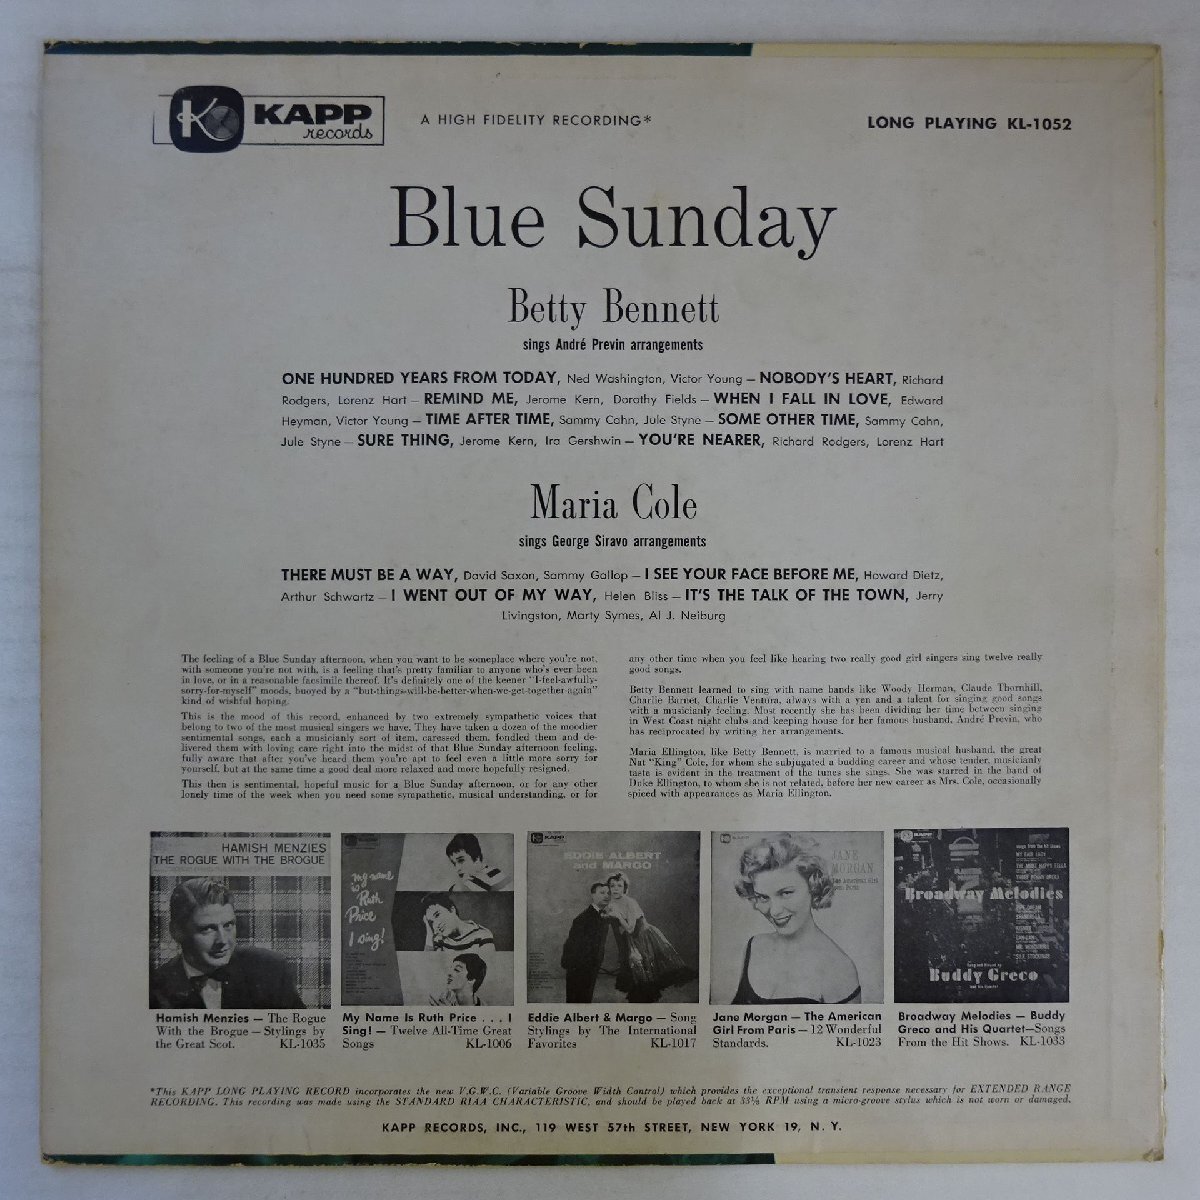 KAPP
records
A HIGH FIDELITY RECORDING*
LONG PLAYING KL-1052
Blue Sunday
Betty Bennett
sings André Previn arrangements
ONE HUNDRED YEARS FROM TODAY, Ned Washington, Victor Young – NOBODY'S HEART, Richard
Rodgers, Lorenz Hart – REMIND ME, Jerome Kern, Dorothy Fields – WHEN I FALL IN LOVE, Edward
Heyman, Victor Young – TIME AFTER TIME, Sammy Cahn, Jule Styne – SOME OTHER TIME, Sammy Cahn,
Jule Styne – SURE THING, Jerome Kern, Ira Gershwin – YOU'RE NEARER, Richard Rodgers, Lorenz Hart
Maria Cole
sings George Siravo arrangements
THERE MUST BE A WAY, David Saxon, Sammy Gallop – I SEE YOUR FACE BEFORE ME, Howard Dietz,
Arthur Schwartz – I WENT OUT OF MY WAY, Helen Bliss – IT'S THE TALK OF THE TOWN, Jerry
Livingston, Marty Symes, Al J. Neiburg
The feeling of a Blue Sunday afternoon, when you want to be someplace where you're not,
with someone you're not with, is a feeling that's pretty familiar to anyone who's ever been
in love, or in a reasonable facsimile thereof. It's definitely one of the keener "I-feel-awfully-
sorry-for-myself" moods, buoyed by a "but-things-will-be-better-when-we-get-together-again"
kind of wishful hoping.
This is the mood of this record, enhanced by two extremely sympathetic voices that
belong to two of the most musical singers we have. They have taken a dozen of the moodier
sentimental songs, each a musicianly sort of item, caressed them, fondled them and de-
livered them with loving care right into the midst of that Blue Sunday afternoon feeling,
fully aware that after you've heard them you're apt to feel even a little more sorry for
yourself, but at the same time a good deal more relaxed and more hopefully resigned.
This then is sentimental, hopeful music for a Blue Sunday afternoon, or for any other
lonely time of the week when you need some sympathetic, musical understanding, or for
any other time when you feel like hearing two really good girl singers sing twelve really
good songs.
Betty Bennett learned to sing with name bands like Woody Herman, Claude Thornhill,
Charlie Barnet, Charlie Ventura, always with a yen and a talent for singing good songs
with a musicianly feeling. Most recently she has been dividing her time between singing
in West Coast night clubs and keeping house for her famous husband, André Previn, who
has reciprocated by writing her arrangements.
Maria Ellington, like Betty Bennett, is married to a famous musical husband, the great
Nat "King" Cole, for whom she subjugated a budding career and whose tender, musicianly
taste is evident in the treatment of the tunes she sings. She was starred in the band of
Duke Ellington, to whom she is not related, before her new career as Mrs. Cole, occasionally
spiced with appearances as Maria Ellington.
HAMISH MENZIES
THE ROGUE WITH THE BROGUE
my name
is
Ruth
Price
I sing!
EDDIE ALBERT
and MARGO
JANE
MORGAN
Broadway Melodies
Buddy Greco
Hamish Menzies – The Rogue
With the Brogue – Stylings by
the Great Scot. KL-1035
My Name Is Ruth Price . . . I
Sing! – Twelve All-Time Great
Songs KL-1006
Eddie Albert & Margo – Song
Stylings by The International
Favorites KL-1017
Jane Morgan – The American
Girl From Paris – 12 Wonderful
Standards. KL-1023
Broadway Melodies – Buddy
Greco and His Quartet–Songs
From the Hit Shows. KL-1033
*This KAPP LONG PLAYING RECORD incorporates the new V.G.W.C. (Variable Groove Width Control) which provides the exceptional transient response necessary for EXTENDED RANGE
RECORDING. This recording was made using the STANDARD RIAA CHARACTERISTIC, and should be played back at 33⅓ RPM using a micro-groove stylus which is not worn or damaged.
KAPP RECORDS, INC., 119 WEST 57th STREET, NEW YORK 19, N. Y.